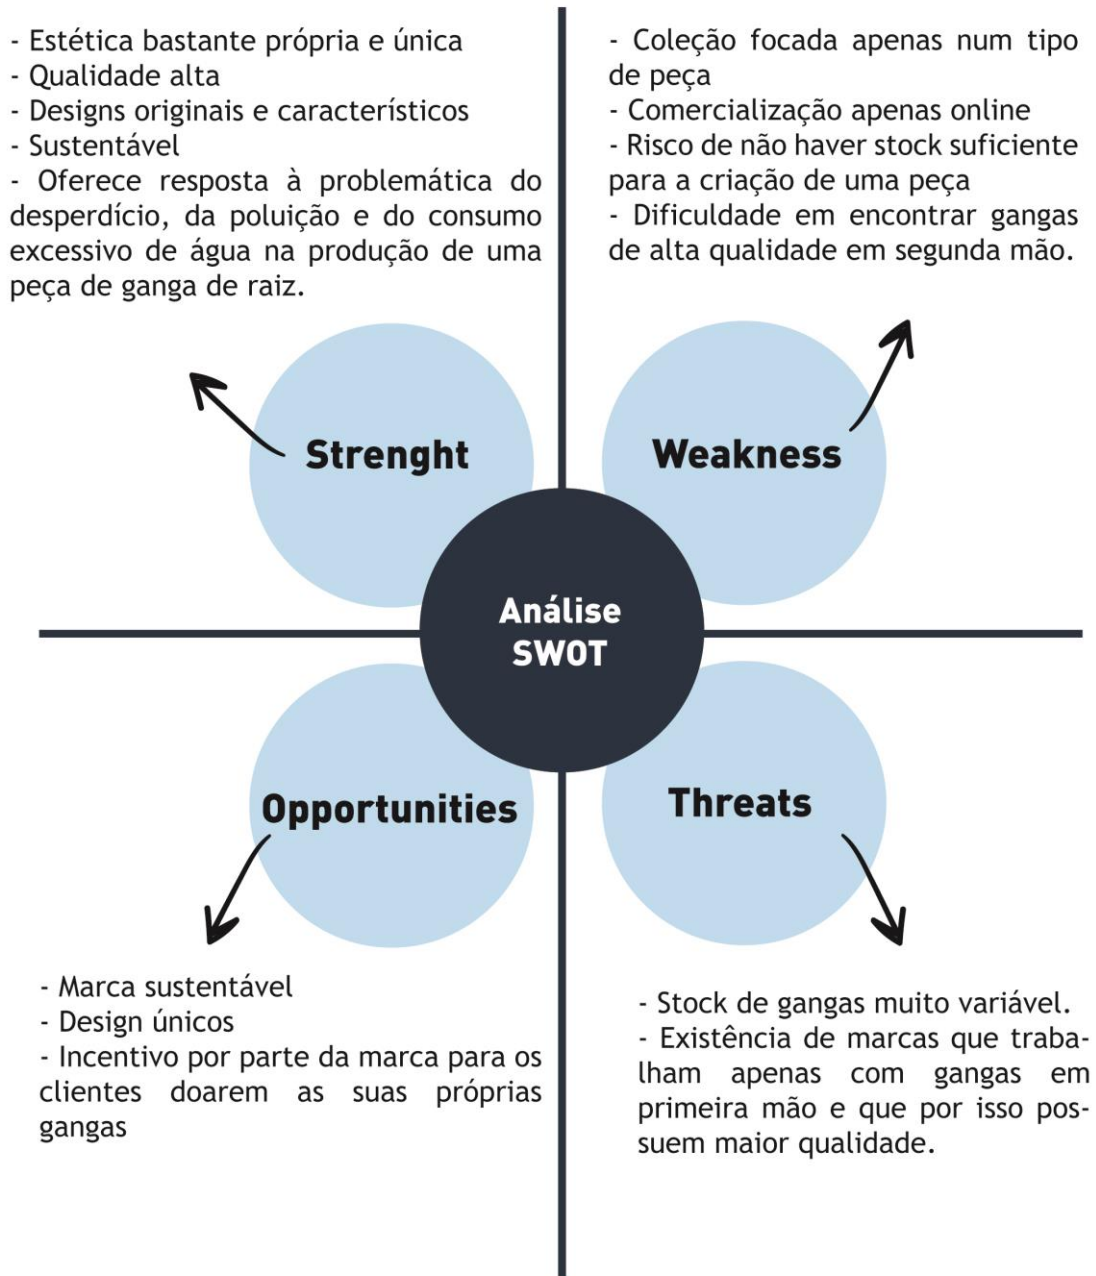 - Estética bastante própria e única
- Qualidade alta
- Designs originais e característicos
- Sustentável
- Oferece resposta à problemática do
desperdício, da poluição e do consumo
excessivo de água na produção de uma
peça de ganga de raiz.
- Coleção focada apenas num tipo
de peça
- Comercialização apenas online
- Risco de não haver stock suficiente
para a criação de uma peça
- Dificuldade em encontrar gangas
de alta qualidade em segunda mão.
Strenght
Weakness
Análise
SWOT
Opportunities
Threats
- Marca sustentável
- Design únicos
- Incentivo por parte da marca para os
clientes doarem as suas próprias
gangas
- Stock de gangas muito variável.
- Existência de marcas que traba-
lham apenas com gangas em
primeira mão e que por isso pos-
suem maior qualidade.